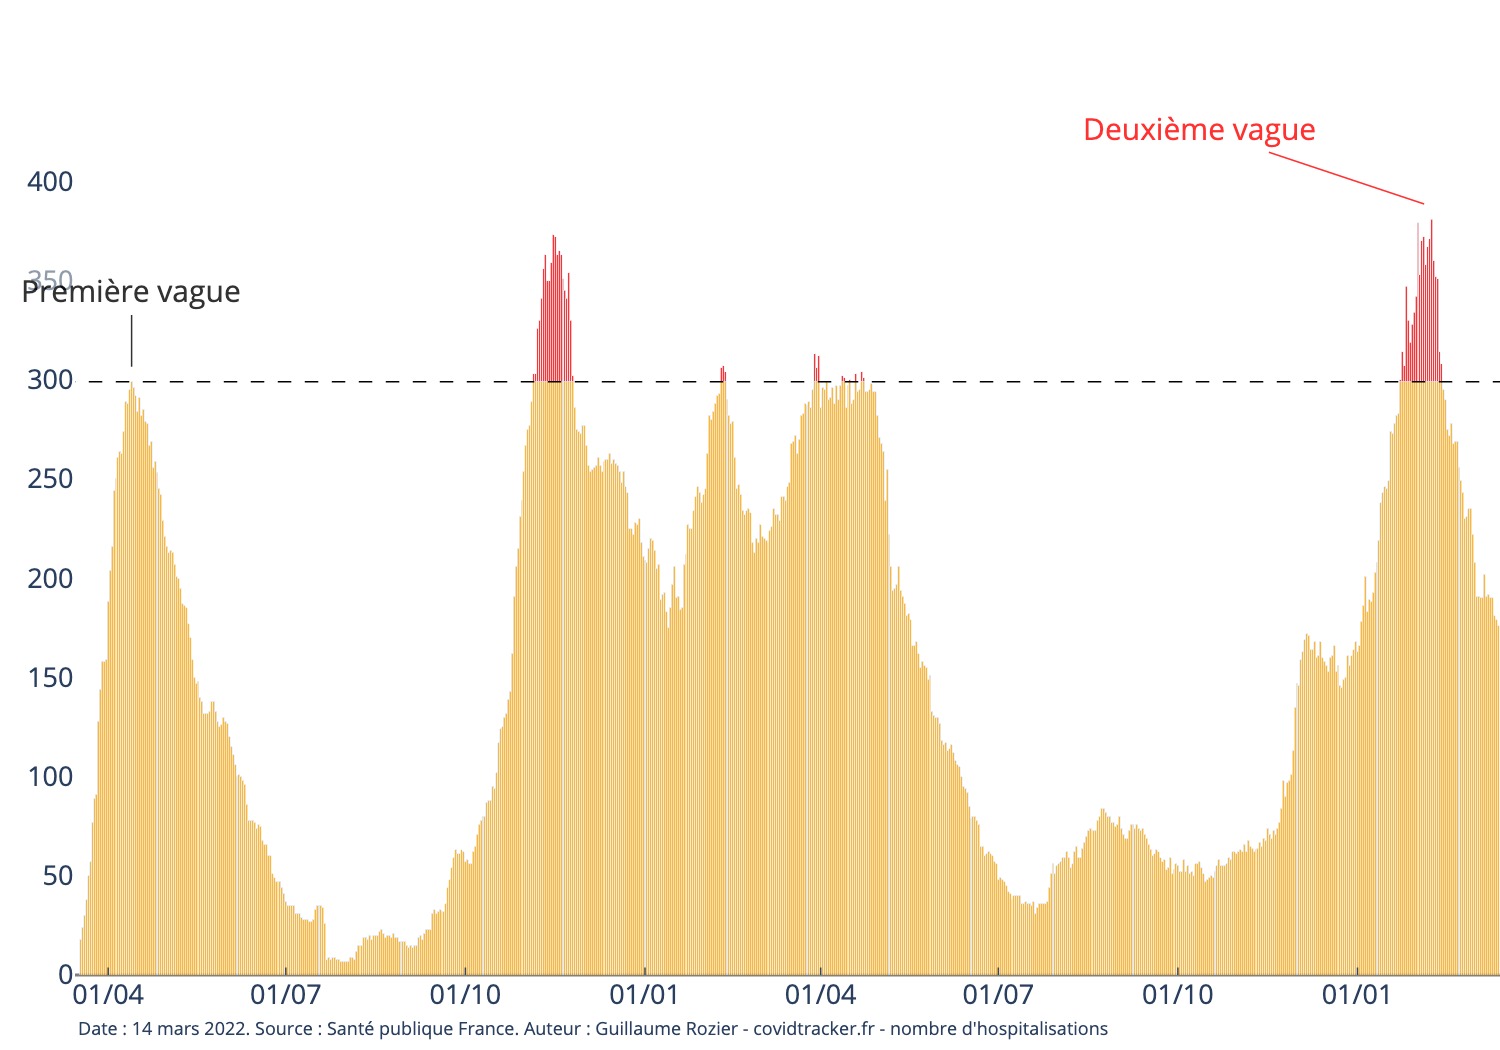 Deuxième vague
400
350
Première vague
300
250
200
150
100
50
0
01/04 01/07 01/10 01/01 01/04 01/07 01/10 01/01
Date : 14 mars 2022. Source : Santé publique France. Auteur : Guillaume Rozier - covidtracker.fr - nombre d'hospitalisations